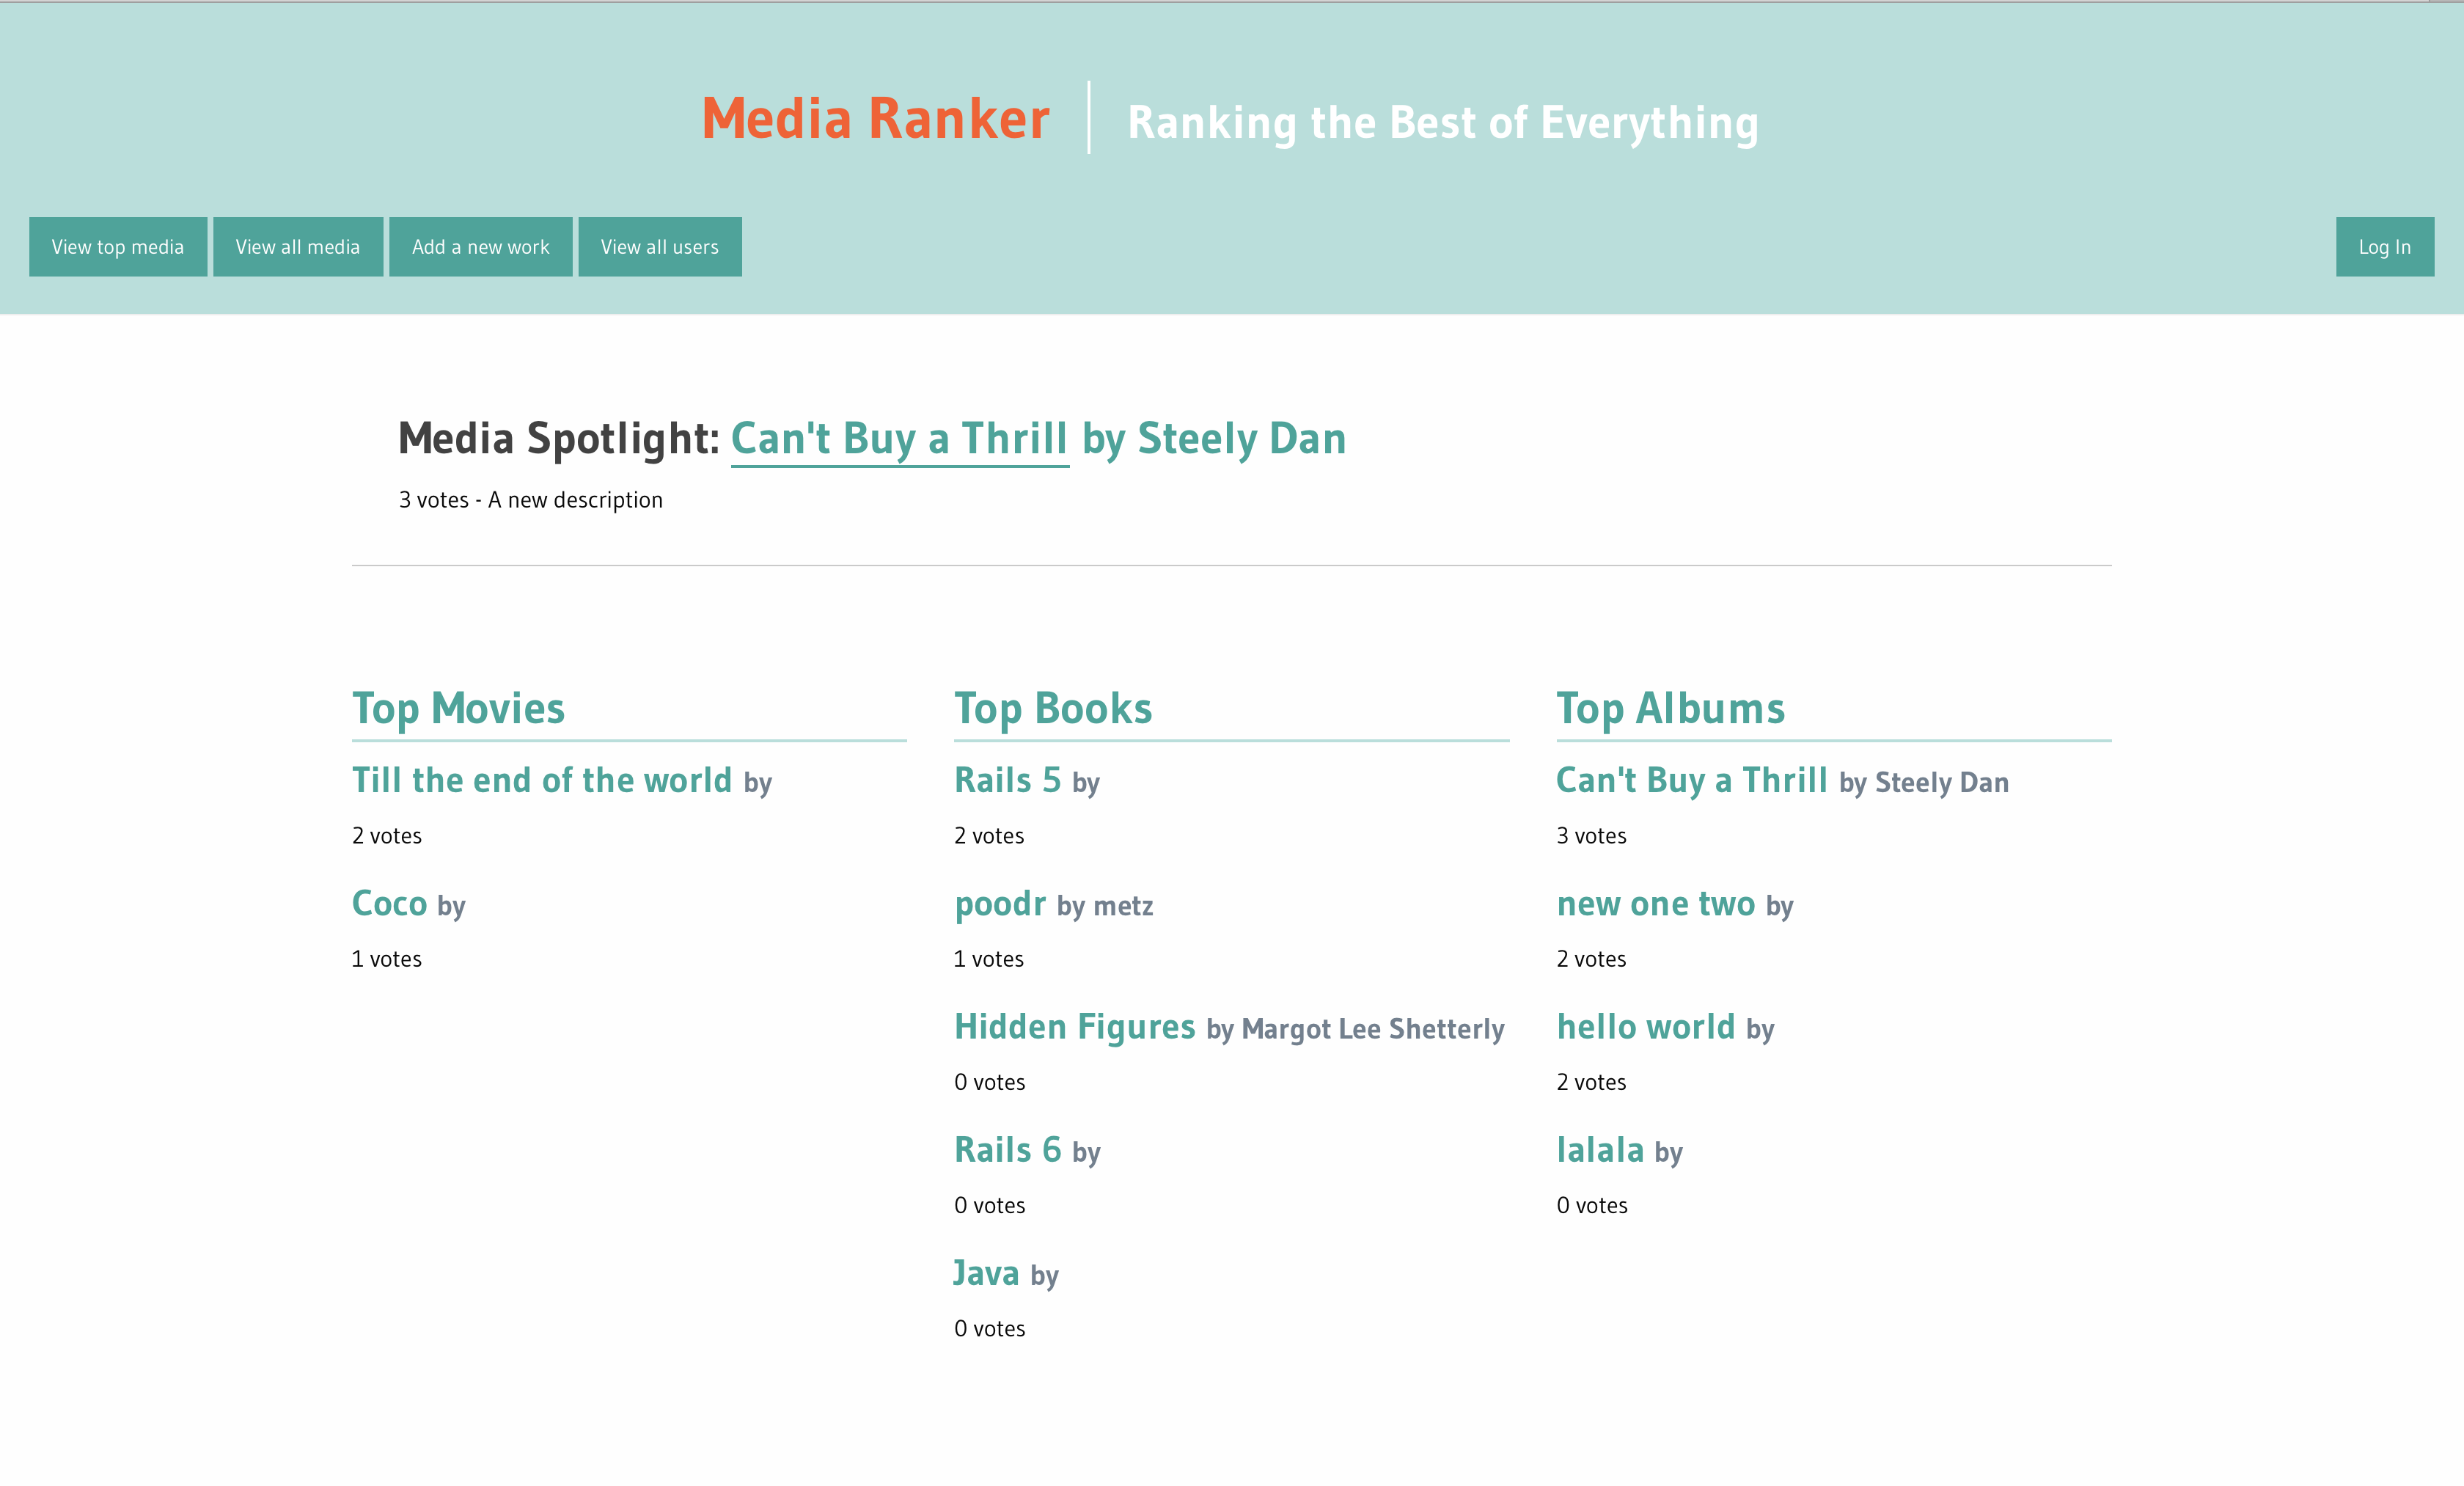 Media Ranker
Ranking the Best of Everything
View top media
View all media
Add a new work
View all users
Log In
Media Spotlight: Can't Buy a Thrill by Steely Dan
3 votes - A new description
Top Movies
Till the end of the world by
2 votes
Coco by
1 votes
Top Books
Rails 5 by
2 votes
poodr by metz
1 votes
Hidden Figures by Margot Lee Shetterly
0 votes
Rails 6 by
0 votes
Java by
0 votes
Top Albums
Can't Buy a Thrill by Steely Dan
3 votes
new one two by
2 votes
hello world by
2 votes
lalala by
0 votes